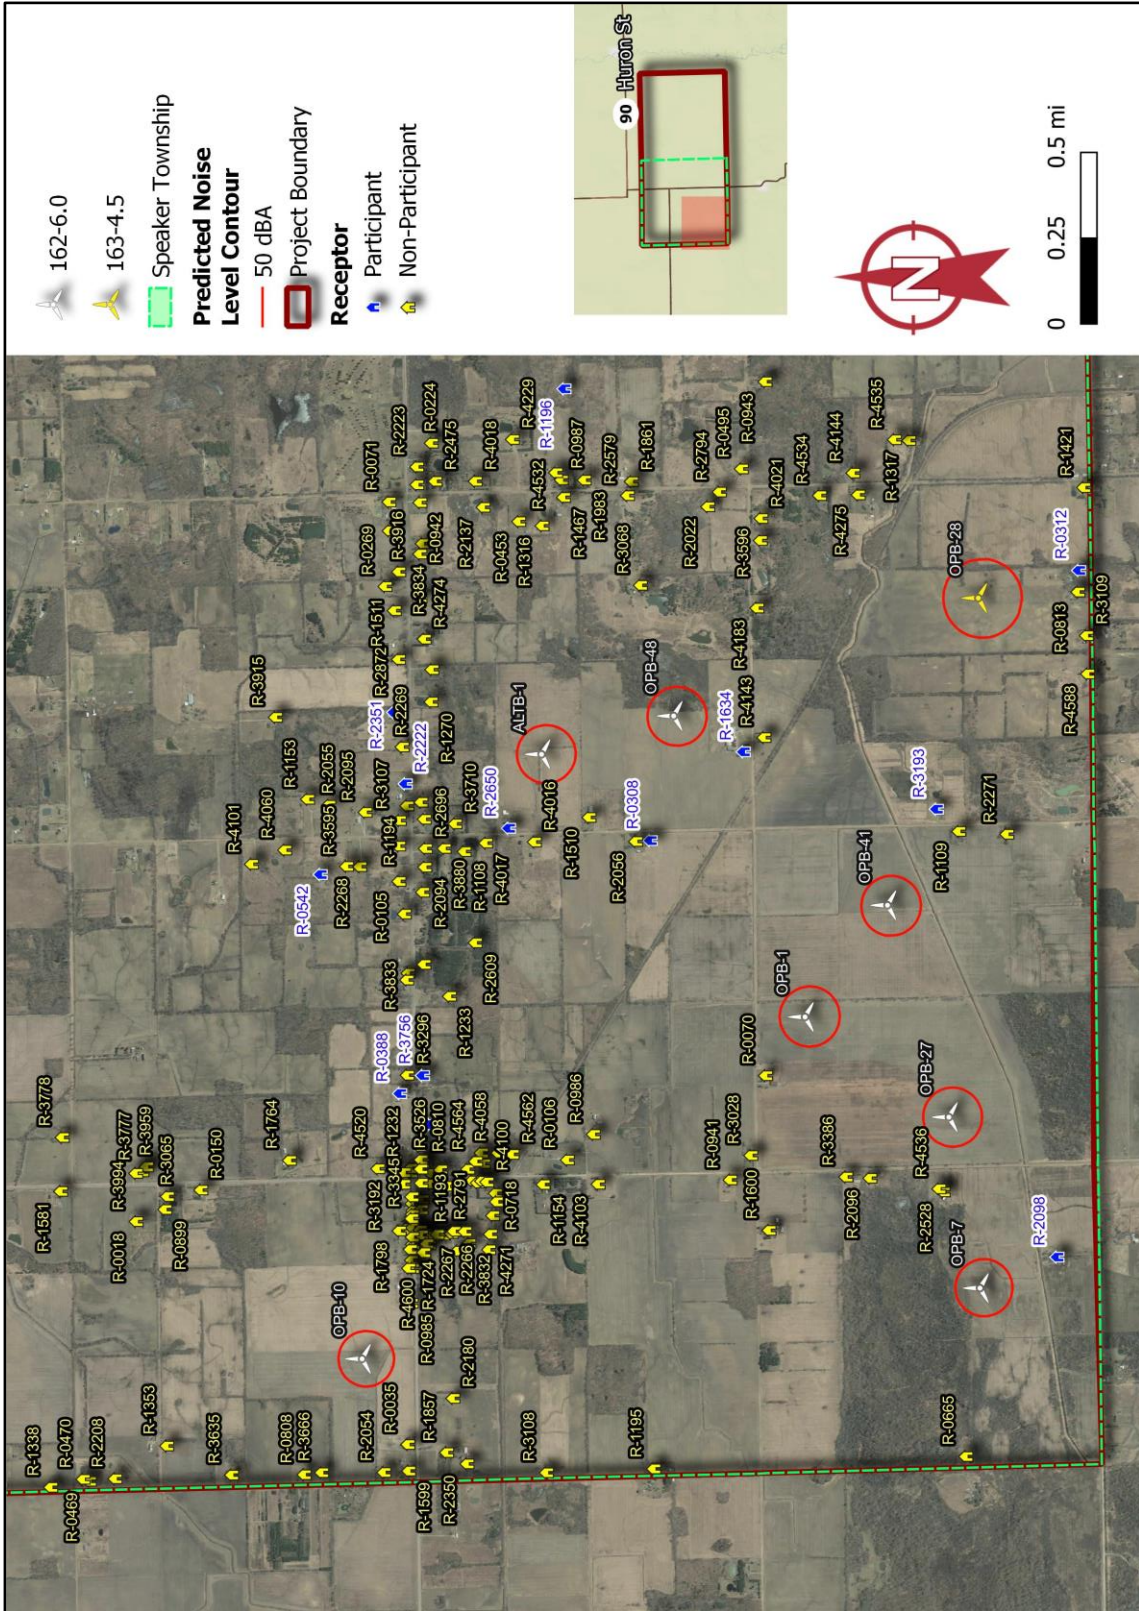 162-6.0
163-4.5
Speaker Township
Predicted Noise
Level Contour
50 dBA
Project Boundary
Receptor
Participant
Non-Participant
90
Huron St
N
0
0.25
0.5 mi
R-1338
R-0470
R-0469
R-2208
R-1353
R-3635
R-0808
R-3666
R-2054
R-0035
R-1857
R-2180
R-1599
R-2350
R-3108
R-1195
R-0665
R-1581
R-3778
R-3994
R-3777
R-3959
R-0018
R-3065
R-0899
R-0150
R-1764
OPB-10
R-4520
R-3192
R-1232
R-3345
R-3526
R-1798
R-0810
R-4600
R-1724
R-1193
R-4564
R-0985
R-2267
R-2791
R-4058
R-2266
R-4100
R-3832
R-0718
R-4562
R-4271
R-0106
R-0986
R-1154
R-4103
R-0388
R-3756
R-3296
R-1233
R-3833
R-2609
R-0941
R-3028
R-0070
R-1600
R-3386
R-2096
R-4536
R-2528
OPB-7
OPB-27
OPB-1
OPB-41
R-2098
R-4101
R-4060
R-3915
R-1153
R-0542
R-3595
R-2055
R-2095
R-2268
R-3107
R-0105
R-1194
R-2351
R-2872
R-2269
R-2222
R-1270
R-2696
R-2094
R-3710
R-3880
R-2650
R-1108
R-4017
R-4016
ALTB-1
R-1510
R-0308
R-2056
OPB-48
R-1634
R-4143
R-4183
R-3193
R-1109
R-2271
R-0269
R-0071
R-2223
R-0224
R-3916
R-1511
R-3834
R-0942
R-4274
R-2475
R-2137
R-4018
R-0453
R-1316
R-4532
R-4229
R-1196
R-0987
R-1467
R-1983
R-2579
R-3068
R-1861
R-2022
R-2794
R-0495
R-0943
R-3596
R-4021
R-4534
R-4144
R-4275
R-1317
R-4535
OPB-28
R-1421
R-0312
R-0813
R-3109
R-4588